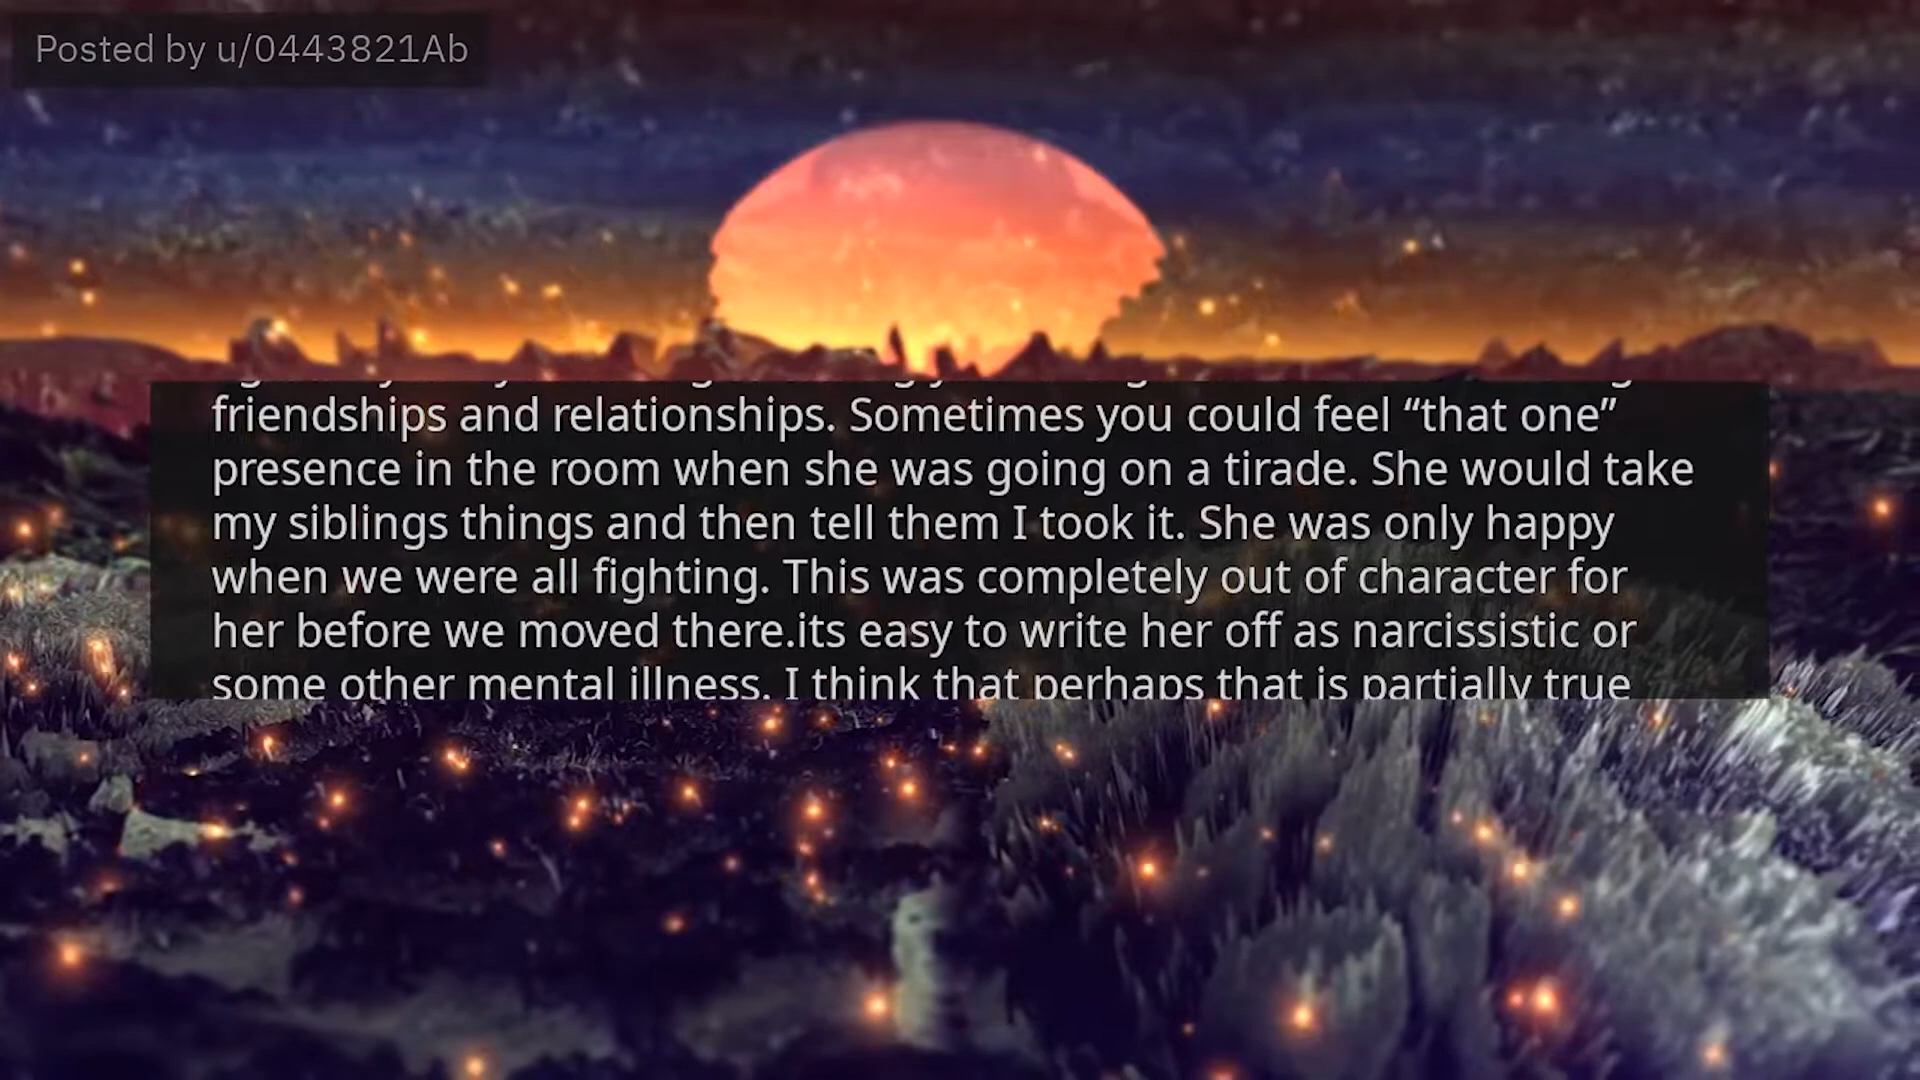 Posted by u/0443821Ab
friendships and relationships. Sometimes you could feel “that one”
presence in the room when she was going on a tirade. She would take
my siblings things and then tell them I took it. She was only happy
when we were all fighting. This was completely out of character for
her before we moved there.its easy to write her off as narcissistic or
some other mental illness. I think that perhaps that is partially true